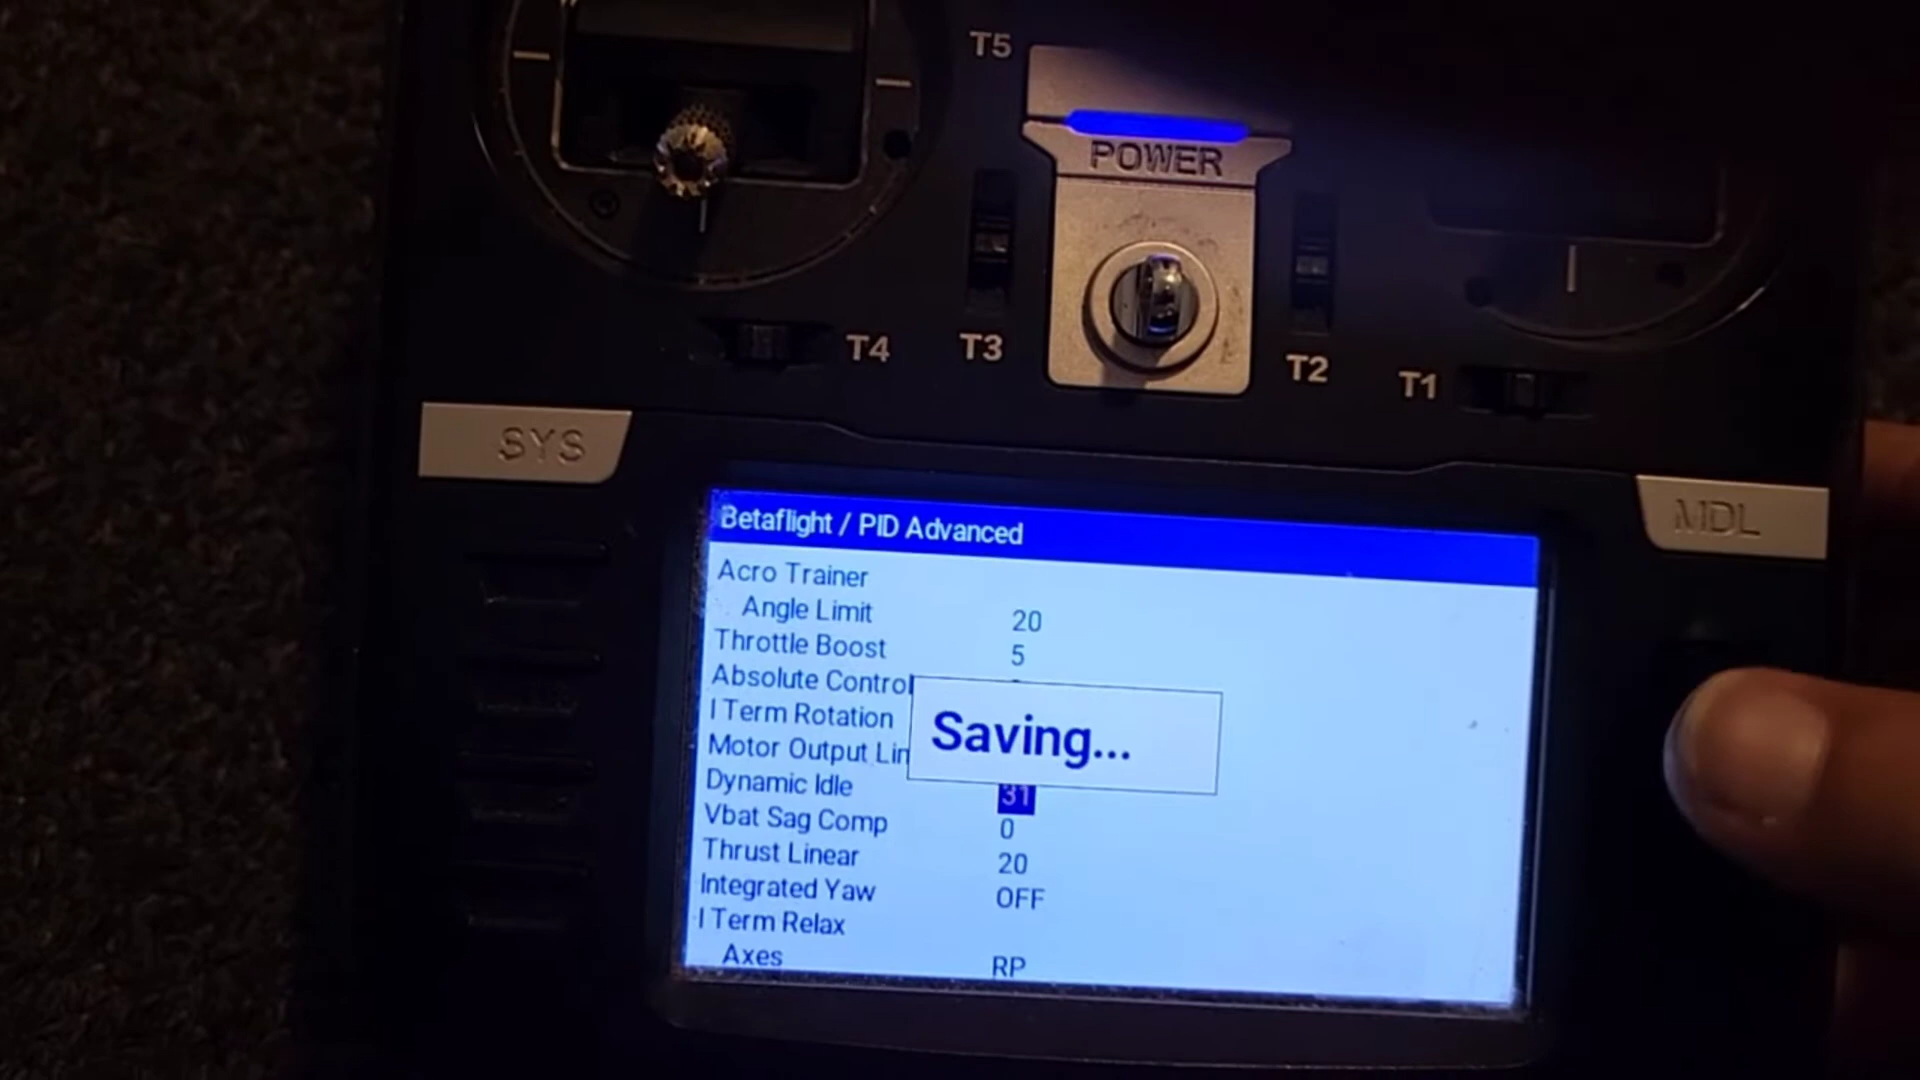 T5
POWER
T4
T3
T2
T1
SYS
MDL
Betaflight / PID Advanced
Acro Trainer
Angle Limit 20
Throttle Boost 5
Absolute Control
I Term Rotation
Saving...
Motor Output Lim
Dynamic Idle 31
Vbat Sag Comp 0
Thrust Linear 20
Integrated Yaw OFF
I Term Relax
Axes RP